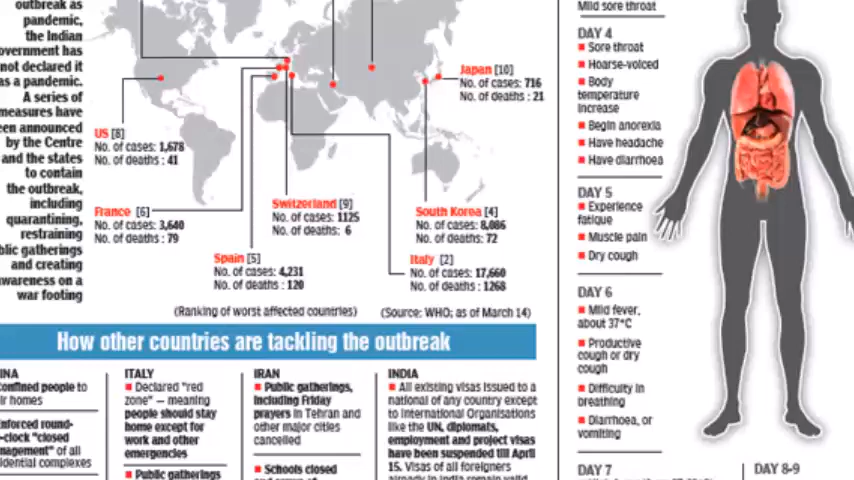 outbreak as
pandemic,
the Indian
overnment has
not declared it
as a pandemic.
A series of
measures have
een announced
by the Centre
and the states
to contain
the outbreak,
including
quarantining,
restraining
blic gatherings
and creating
awareness on a
war footing
US [8]
No. of cases: 1,678
No. of deaths : 41
France [6]
No. of cases: 3,640
No. of deaths : 79
Spain [5]
No. of cases: 4,231
No. of deaths : 120
Switzerland [9]
No. of cases: 1125
No. of deaths: 6
Japan [10]
No. of cases: 716
No. of deaths : 21
South Korea [4]
No. of cases: 8,086
No. of deaths: 72
Italy [2]
No. of cases: 17,660
No. of deaths : 1268
(Ranking of worst affected countries)
(Source: WHO; as of March 14)
How other countries are tackling the outbreak
INA
Confined people to
ir homes
nforced round-
-clock "closed
nagement" of all
idential complexes
ITALY
Declared "red
zone" – meaning
people should stay
home except for
work and other
emergencies
Public gatherings
IRAN
Public gatherings,
including Friday
prayers in Tehran and
other major cities
cancelled
Schools closed
INDIA
All existing visas issued to a
national of any country except
to International Organisations
like the UN, diplomats,
employment and project visas
have been suspended till April
15. Visas of all foreigners
already in India remain valid
Mild sore throat
DAY 4
Sore throat
Hoarse-voiced
Body
temperature
increase
Begin anorexia
Have headache
Have diarrhoea
DAY 5
Experience
fatigue
Muscle pain
Dry cough
DAY 6
Mild fever,
about 37°C
Productive
cough or dry
cough
Difficulty in
breathing
Diarrhoea, or
vomiting
DAY 7
DAY 8-9